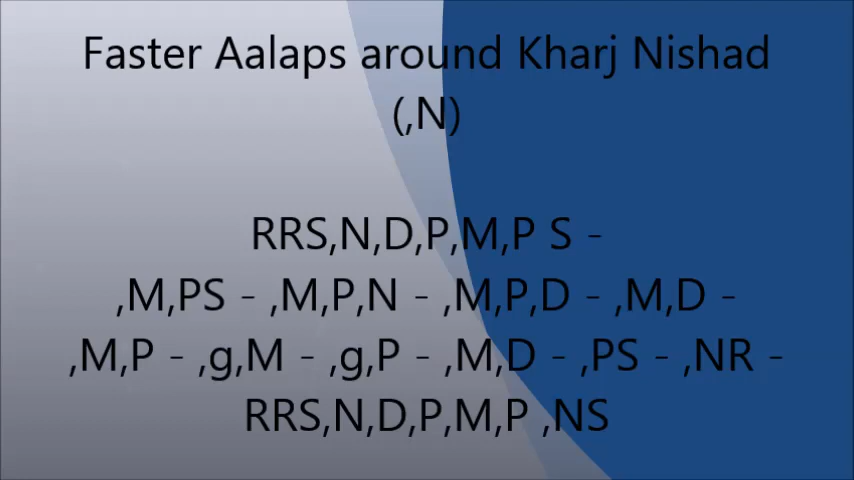 Faster Aalaps around Kharj Nishad
(,N)
RRS,N,D,P,M,P S -
,M,PS - ,M,P,N - ,M,P,D - ,M,D -
,M,P - ,g,M - ,g,P - ,M,D - ,PS - ,NR -
RRS,N,D,P,M,P ,NS